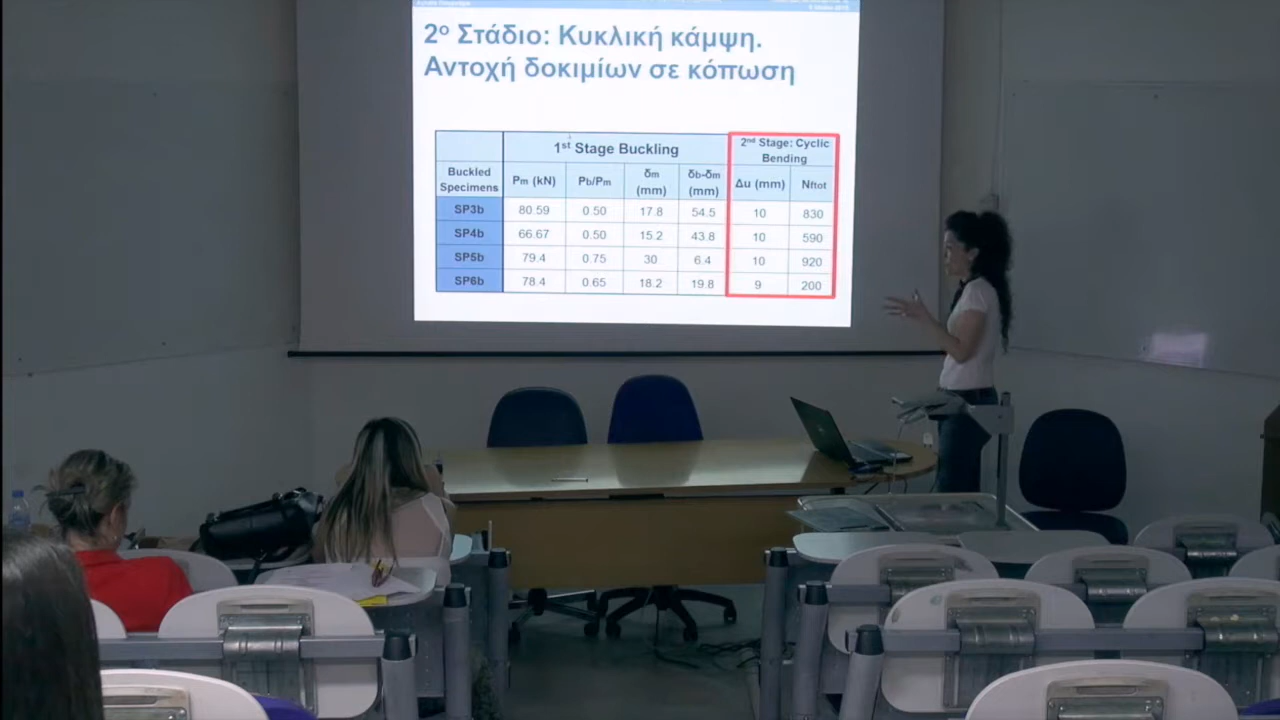 2ο Στάδιο: Κυκλική κάμψη.
Αντοχή δοκιμίων σε κόπωση
1st Stage Buckling
2nd Stage: Cyclic
Bending
Buckled
Specimens
Pm (kN)
Pb/Pm
δm
(mm)
δb-δm
(mm)
Δu (mm)
Nftot
SP3b 80.59 0.50 17.8 54.5 10 830
SP4b 66.67 0.50 15.2 43.8 10 590
SP5b 79.4 0.75 30 6.4 10 920
SP6b 78.4 0.65 18.2 19.8 9 200